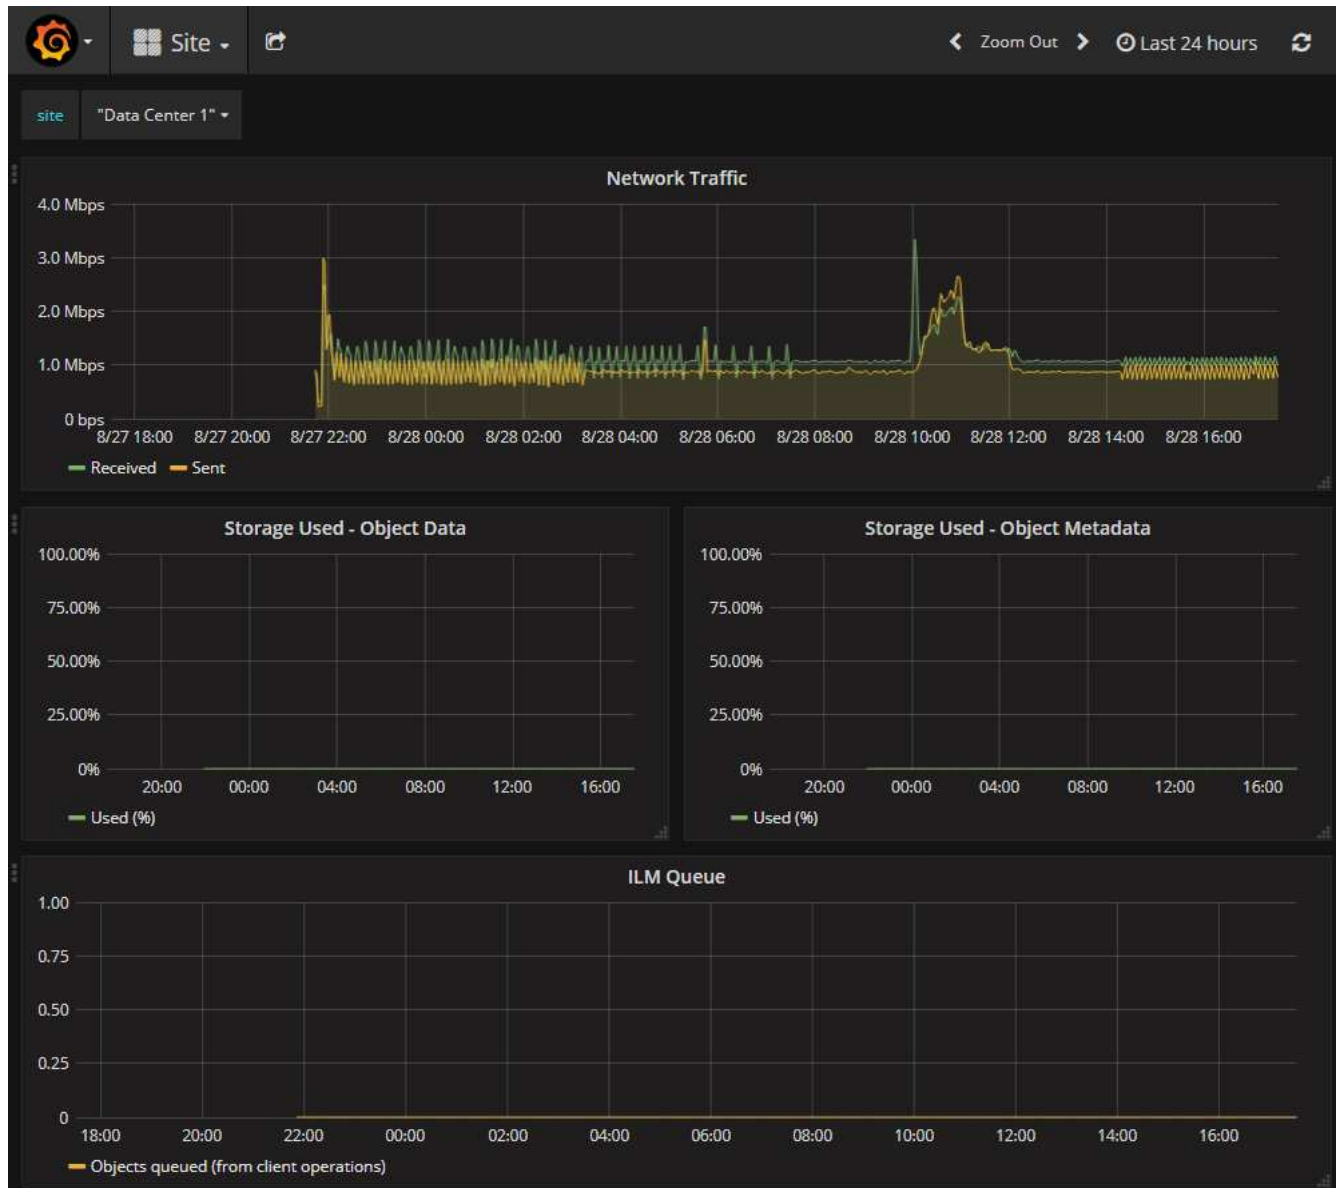 Site
Zoom Out
Last 24 hours
site
"Data Center 1"
Network Traffic
4.0 Mbps
3.0 Mbps
2.0 Mbps
1.0 Mbps
0 bps
8/27 18:00 8/27 20:00 8/27 22:00 8/28 00:00 8/28 02:00 8/28 04:00 8/28 06:00 8/28 08:00 8/28 10:00 8/28 12:00 8/28 14:00 8/28 16:00
Received Sent
Storage Used - Object Data
100.00%
75.00%
50.00%
25.00%
0%
20:00 00:00 04:00 08:00 12:00 16:00
Used (%)
Storage Used - Object Metadata
100.00%
75.00%
50.00%
25.00%
0%
20:00 00:00 04:00 08:00 12:00 16:00
Used (%)
ILM Queue
1.00
0.75
0.50
0.25
0
18:00 20:00 22:00 00:00 02:00 04:00 06:00 08:00 10:00 12:00 14:00 16:00
Objects queued (from client operations)